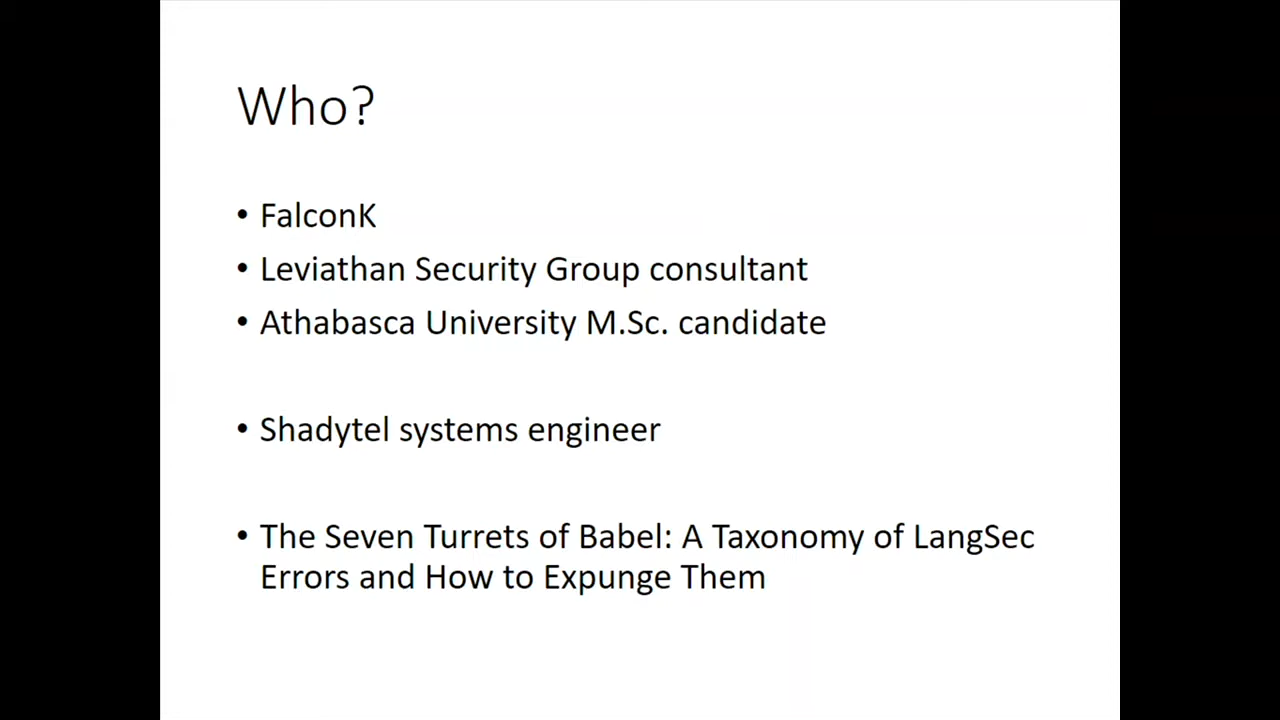 Who?
• FalconK
• Leviathan Security Group consultant
• Athabasca University M.Sc. candidate
• Shadytel systems engineer
• The Seven Turrets of Babel: A Taxonomy of LangSec
Errors and How to Expunge Them